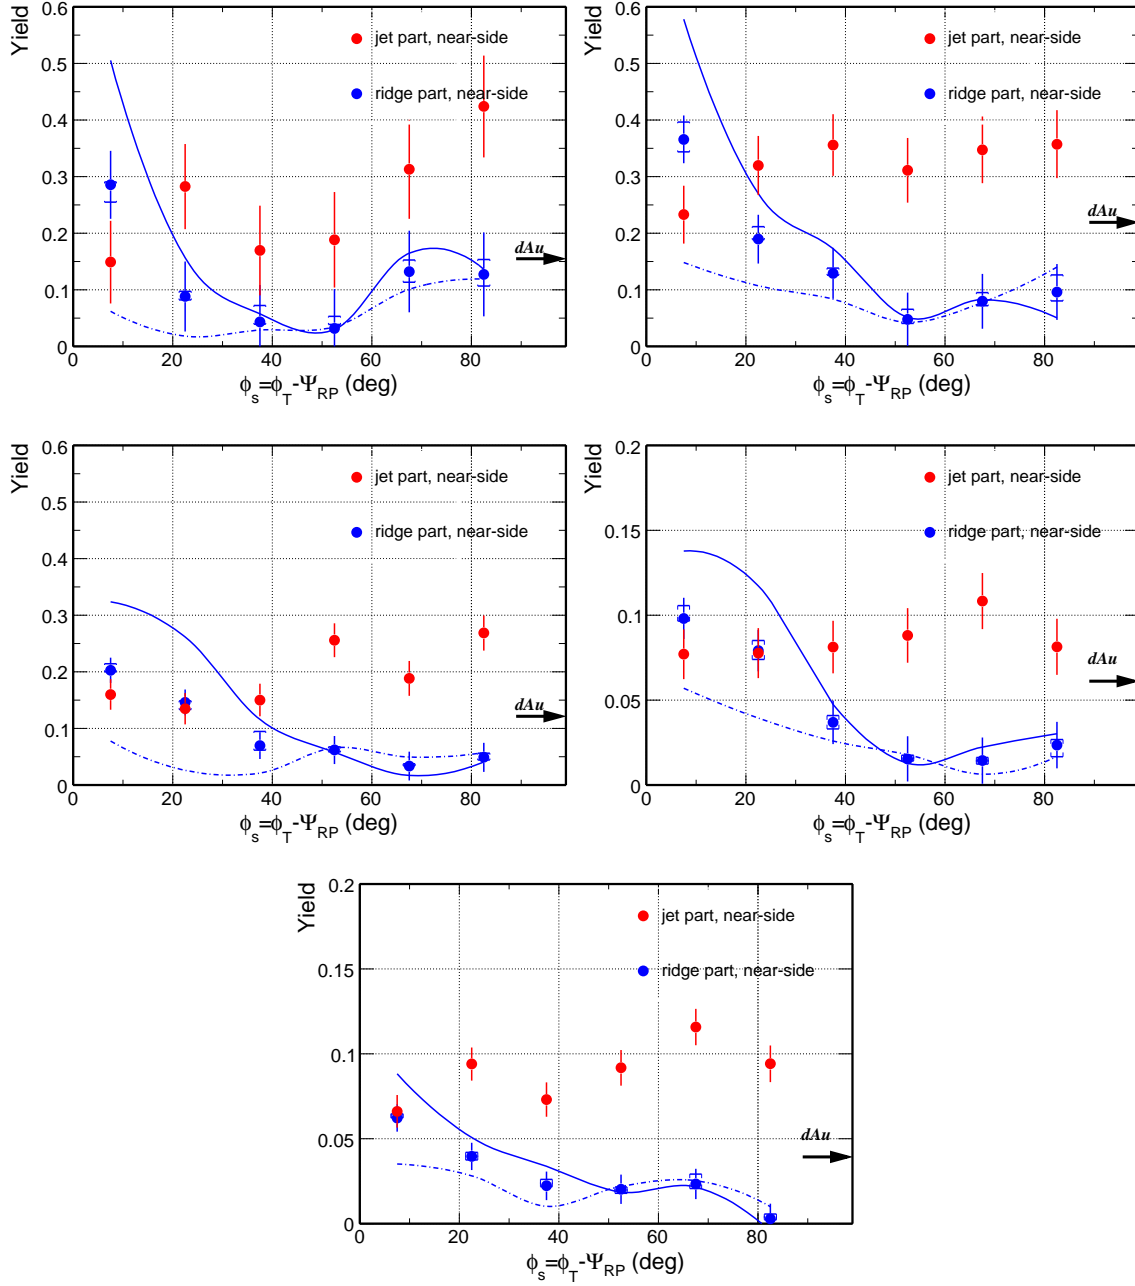 Yield
0.6
0.5
0.4
0.3
0.2
0.1
0
jet part, near-side
ridge part, near-side
dAu
0 20 40 60 80
ϕs=ϕT-ΨRP (deg)
Yield
0.6
0.5
0.4
0.3
0.2
0.1
0
jet part, near-side
ridge part, near-side
dAu
0 20 40 60 80
ϕs=ϕT-ΨRP (deg)
Yield
0.6
0.5
0.4
0.3
0.2
0.1
0
jet part, near-side
ridge part, near-side
dAu
0 20 40 60 80
ϕs=ϕT-ΨRP (deg)
Yield
0.2
0.15
0.1
0.05
0
jet part, near-side
ridge part, near-side
dAu
0 20 40 60 80
ϕs=ϕT-ΨRP (deg)
Yield
0.2
0.15
0.1
0.05
0
jet part, near-side
ridge part, near-side
dAu
0 20 40 60 80
ϕs=ϕT-ΨRP (deg)